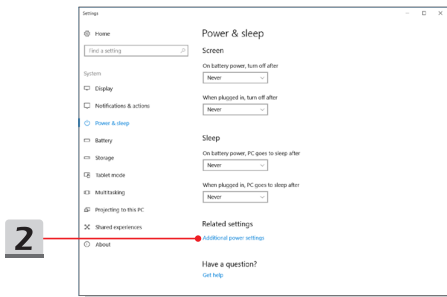 Settings
Home
Find a setting
System
Display
Notifications & actions
Power & sleep
Battery
Storage
Tablet mode
Multitasking
Projecting to this PC
Shared experiences
About
Power & sleep
Screen
On battery power, turn off after
Never
When plugged in, turn off after
Never
Sleep
On battery power, PC goes to sleep after
Never
When plugged in, PC goes to sleep after
Never
Related settings
Additional power settings
Have a question?
Get help
2